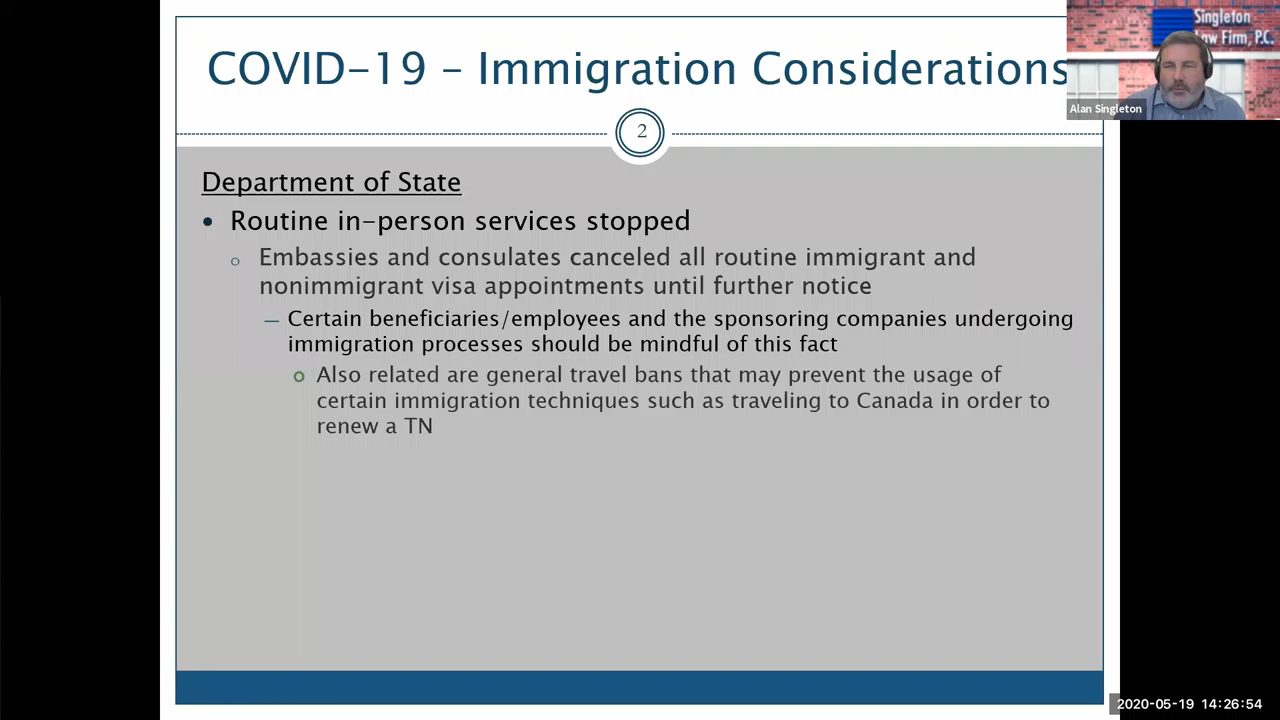 COVID-19 – Immigration Considerations
Singleton
Law Firm, P.C.
Alan Singleton
2
Department of State
• Routine in-person services stopped
o Embassies and consulates canceled all routine immigrant and
nonimmigrant visa appointments until further notice
— Certain beneficiaries/employees and the sponsoring companies undergoing
immigration processes should be mindful of this fact
o Also related are general travel bans that may prevent the usage of
certain immigration techniques such as traveling to Canada in order to
renew a TN
2020-05-19 14:26:54